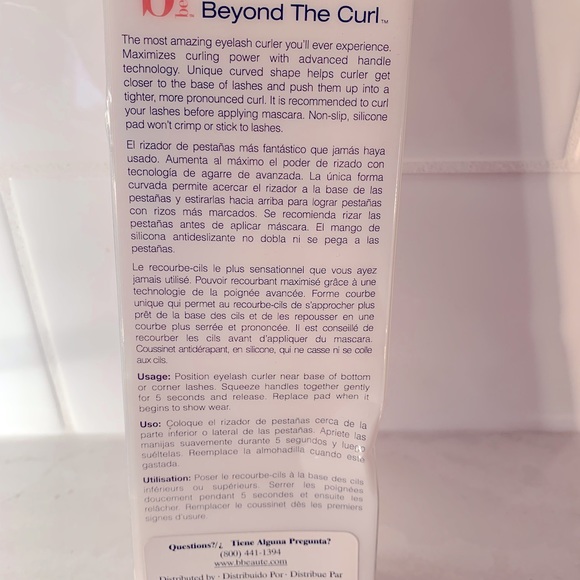 b
be
Beyond The Curl™
The most amazing eyelash curler you'll ever experience.
Maximizes curling power with advanced handle
technology. Unique curved shape helps curler get
closer to the base of lashes and push them up into a
tighter, more pronounced curl. It is recommended to curl
your lashes before applying mascara. Non-slip, silicone
pad won't crimp or stick to lashes.
El rizador de pestañas más fantástico que jamás haya
usado. Aumenta al máximo el poder de rizado con
tecnología de agarre de avanzada. La única forma
curvada permite acercar el rizador a la base de las
pestañas y estirarlas hacia arriba para lograr pestañas
con rizos más marcados. Se recomienda rizar las
pestañas antes de aplicar máscara. El mango de
silicona antideslizante no dobla ni se pega a las
pestañas.
Le recourbe-cils le plus sensationnel que vous ayez
jamais utilisé. Pouvoir recourbant maximisé grâce à une
technologie de la poignée avancée. Forme courbe
unique qui permet au recourbe-cils de s'approcher plus
prêt de la base des cils et de les repousser en une
courbe plus serrée et prononcée. Il est conseillé de
recourber les cils avant d'appliquer du mascara.
Coussinet antidérapant, en silicone, qui ne casse ni se colle
aux cils.
Usage: Position eyelash curler near base of bottom
or corner lashes. Squeeze handles together gently
for 5 seconds and release. Replace pad when it
begins to show wear.
Uso: Coloque el rizador de pestañas cerca de la
parte inferior o lateral de las pestañas. Apriete las
manijas suavemente durante 5 segundos y luego
suéltelas. Reemplace la almohadilla cuando esté
gastada.
Utilisation: Poser le recourbe-cils à la base des cils
inférieurs ou supérieurs. Serrer les poignées
doucement pendant 5 secondes et ensuite les
relâcher. Remplacer le coussinet dès les premiers
signes d'usure.
Questions?/¿ Tiene Alguna Pregunta?
(800) 441-1394
www.bbeaute.com
Distributed by · Distribuido Por · Distribue Par